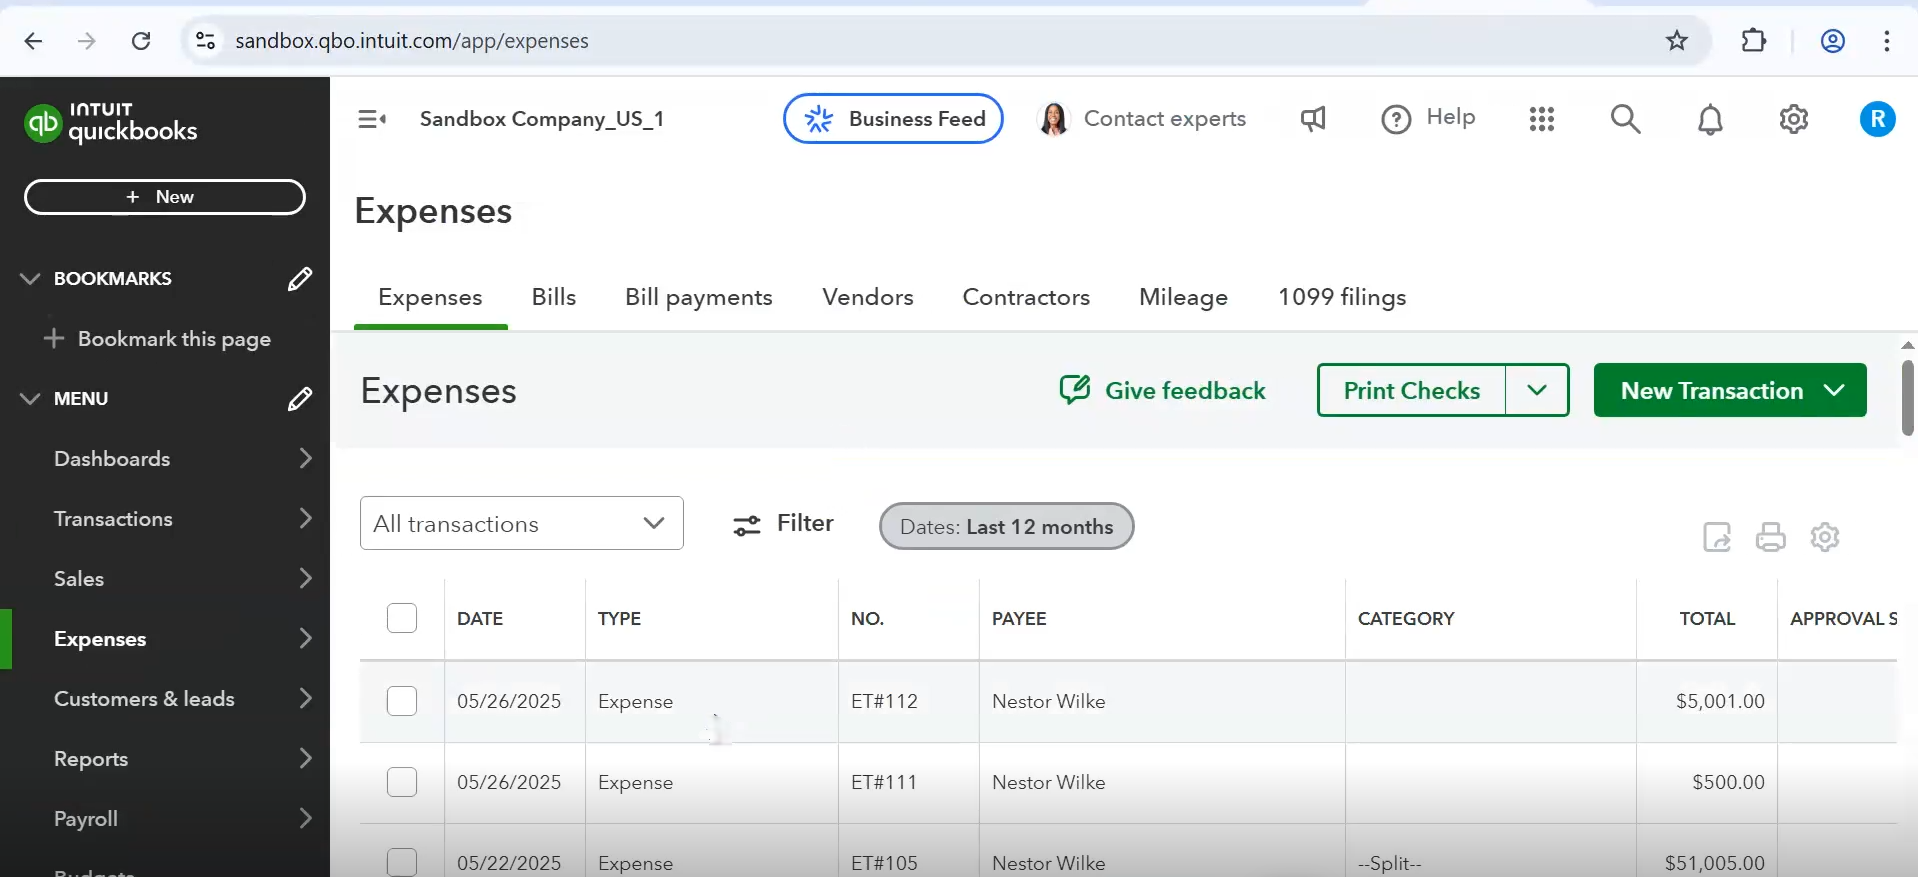 sandbox.qbo.intuit.com/app/expenses
INTUIT
quickbooks
Sandbox Company_US_1
Business Feed
Contact experts
Help
R
+ New
Expenses
BOOKMARKS
Bookmark this page
Expenses
Bills
Bill payments
Vendors
Contractors
Mileage
1099 filings
MENU
Expenses
Give feedback
Print Checks
New Transaction
Dashboards
Transactions
Sales
Expenses
Customers & leads
Reports
Payroll
Budgets
All transactions
Filter
Dates: Last 12 months
DATE TYPE NO. PAYEE CATEGORY TOTAL APPROVAL S
05/26/2025 Expense ET#112 Nestor Wilke $5,001.00
05/26/2025 Expense ET#111 Nestor Wilke $500.00
05/22/2025 Expense ET#105 Nestor Wilke --Split-- $51,005.00